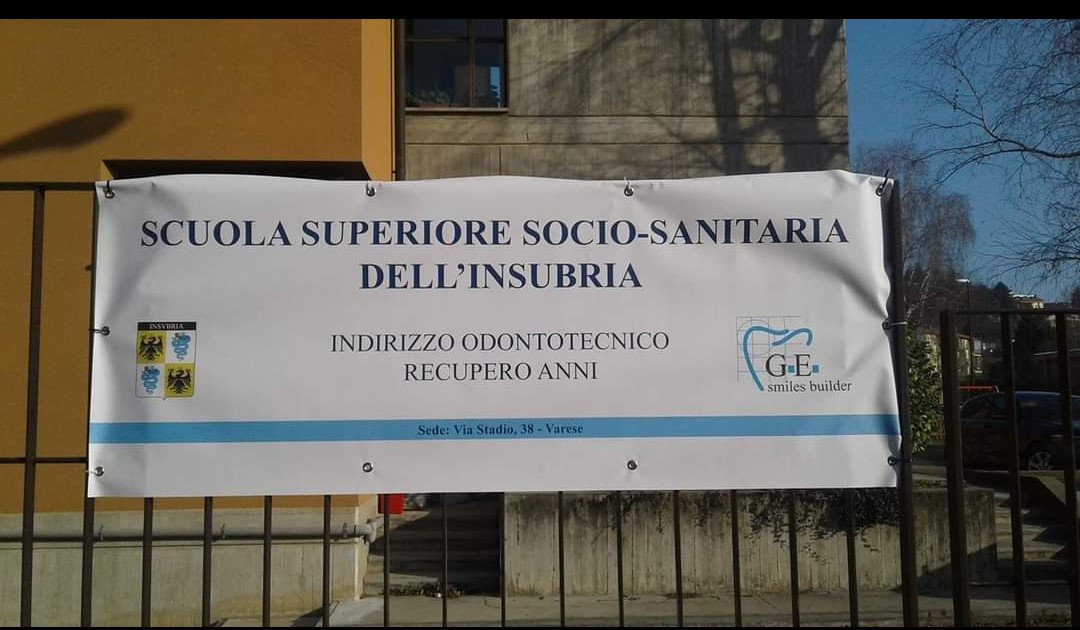 SCUOLA SUPERIORE SOCIO-SANITARIA
DELL'INSUBRIA
INSVBRIA
INDIRIZZO ODONTOTECNICO
RECUPERO ANNI
G.E.
smiles builder
Sede: Via Stadio, 38 - Varese